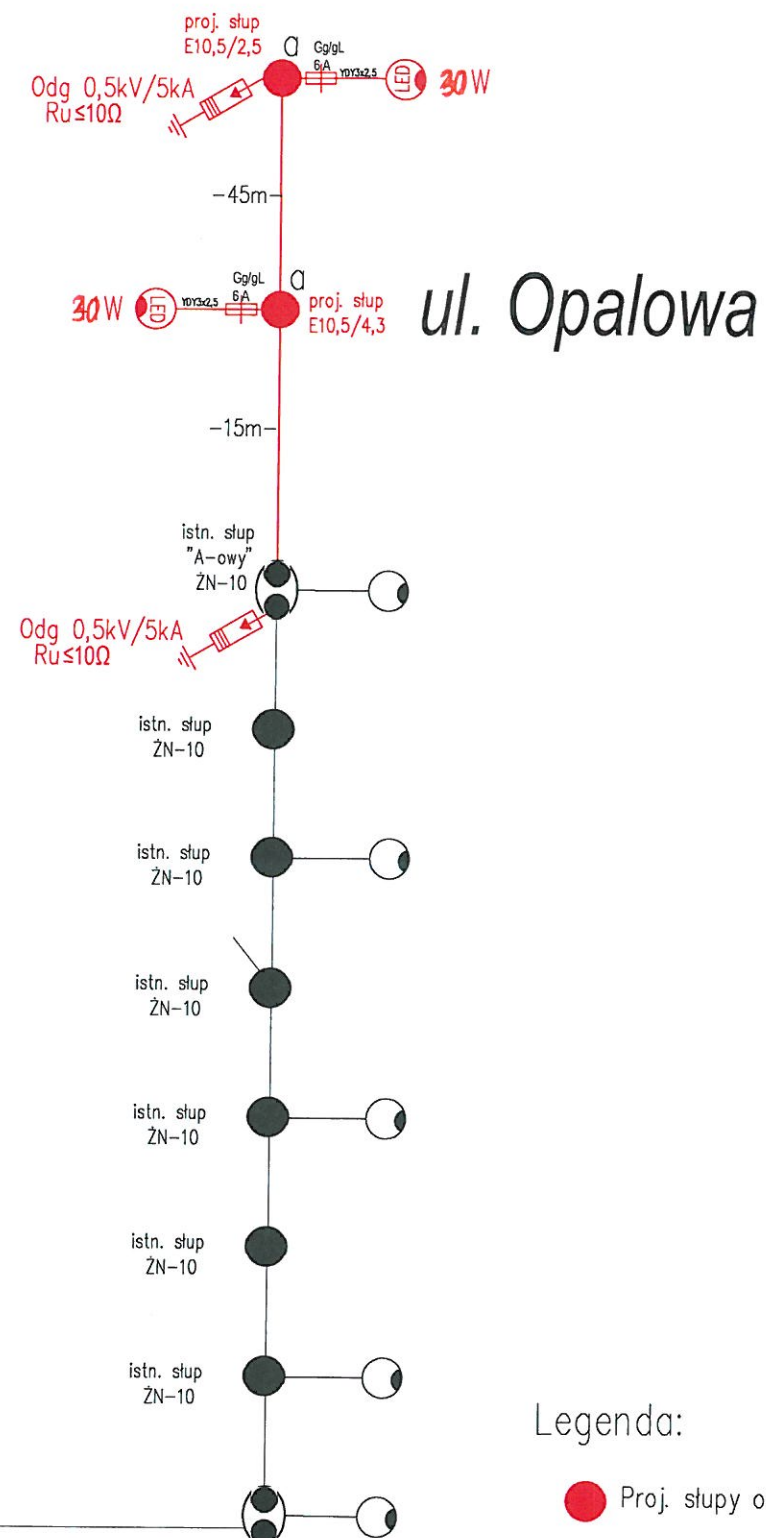 proj. słup
E10,5/2,5
a
Gg/gL
6 A
YDY3x2,5
LED
30 W
Odg 0,5kV/5kA
Ru≤10Ω
-45m-
30 W
LED
YDY3x2,5
Gg/gL
6 A
a
proj. słup
E10,5/4,3
ul. Opalowa
-15m-
istn. słup
"A-owy"
ŻN-10
Odg 0,5kV/5kA
Ru≤10Ω
istn. słup
ŻN-10
istn. słup
ŻN-10
istn. słup
ŻN-10
istn. słup
ŻN-10
istn. słup
ŻN-10
istn. słup
ŻN-10
Legenda:
Proj. słupy o